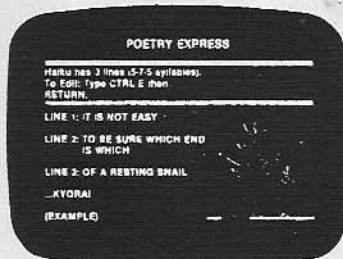 POETRY EXPRESS
Haiku has 3 lines (5-7-5 syllables).
To Edit: Type CTRL E then
RETURN.
LINE 1: IT IS NOT EASY
LINE 2: TO BE SURE WHICH END
IS WHICH
LINE 3: OF A RESTING SNAIL
...KYORAI
(EXAMPLE)